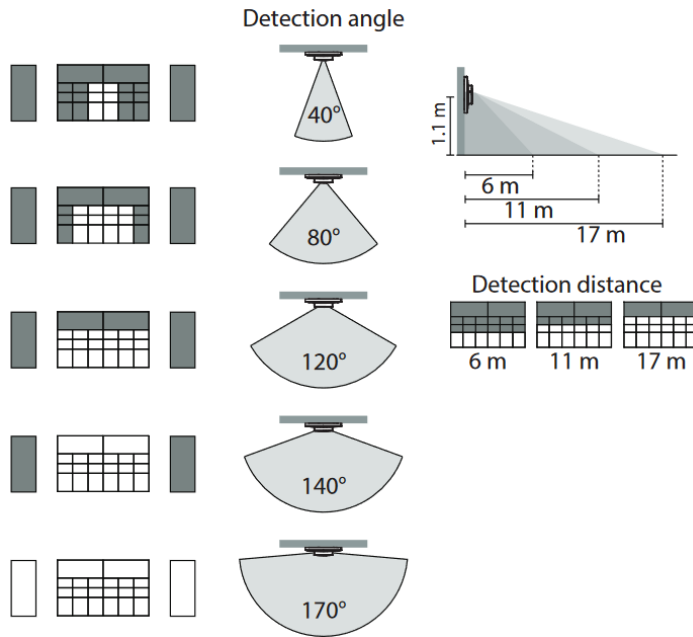 Detection angle
40°
80°
120°
140°
170°
1.1 m
6 m
11 m
17 m
Detection distance
6 m
11 m
17 m